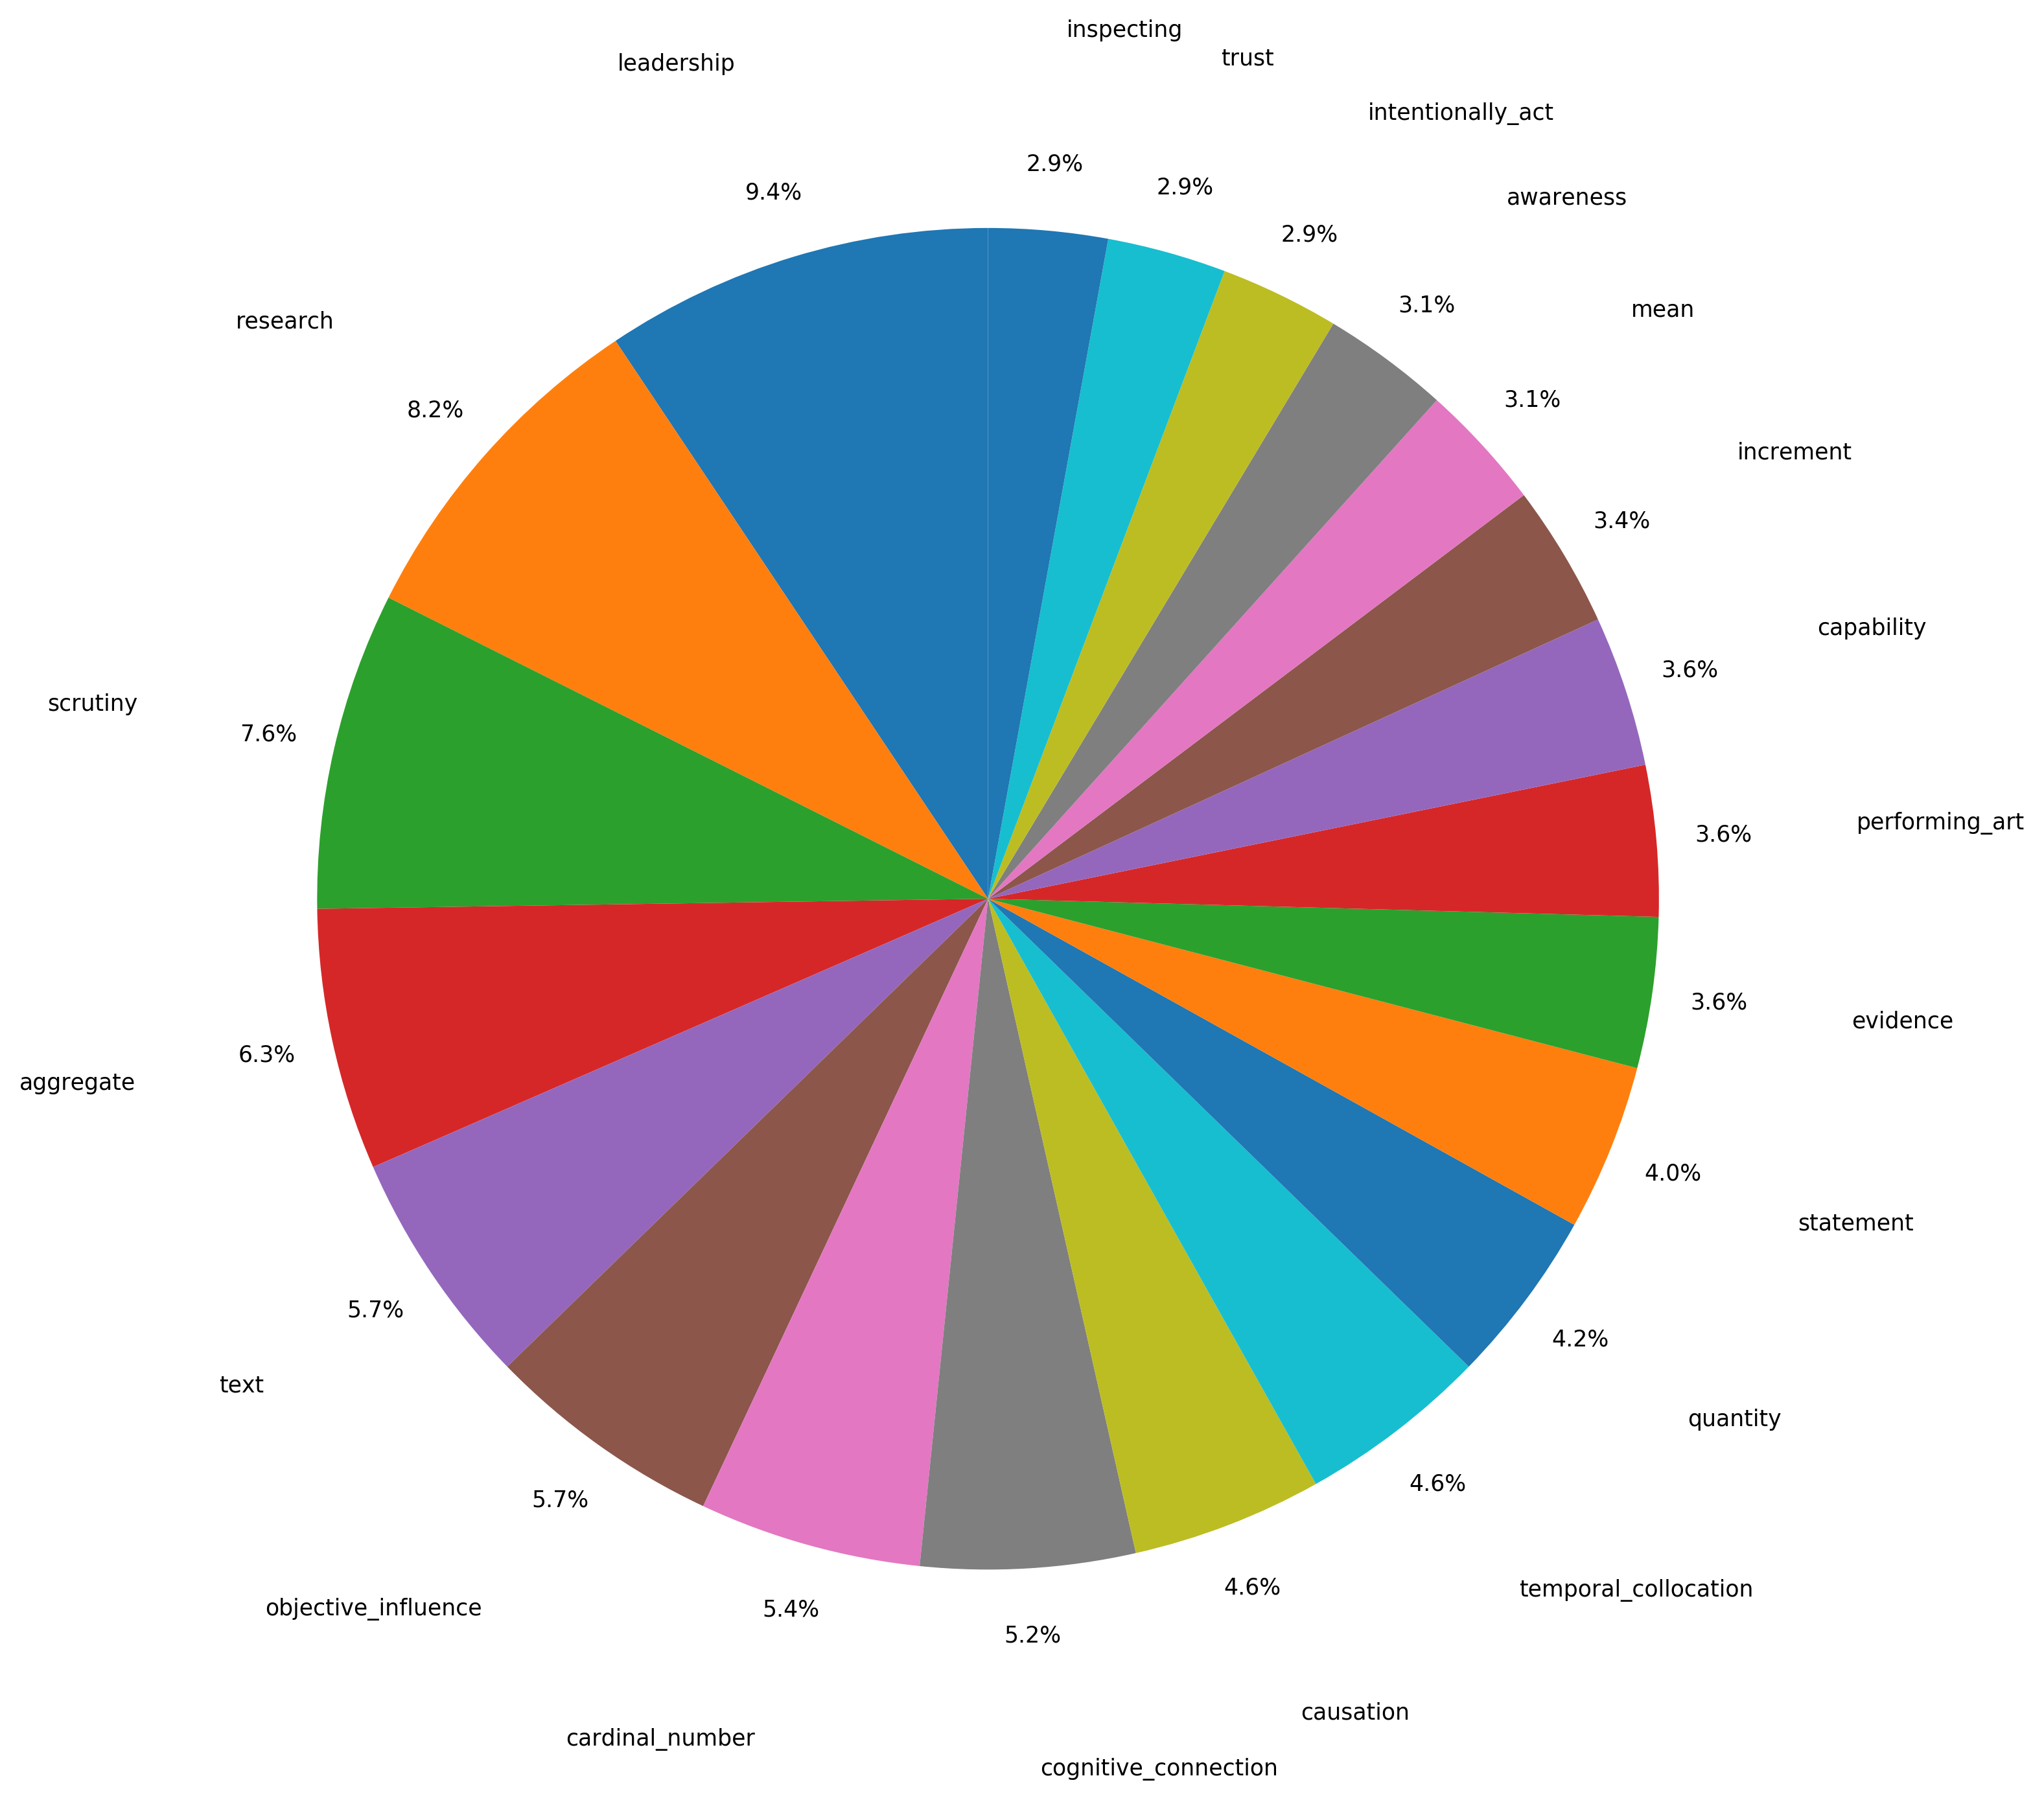 inspecting
leadership
trust
intentionally_act
2.9%
2.9%
9.4%
awareness
2.9%
3.1%
mean
research
3.1%
8.2%
increment
3.4%
capability
3.6%
scrutiny
7.6%
performing_art
3.6%
3.6%
evidence
6.3%
aggregate
4.0%
statement
5.7%
4.2%
text
quantity
4.6%
5.7%
4.6%
temporal_collocation
objective_influence
5.4%
5.2%
causation
cardinal_number
cognitive_connection